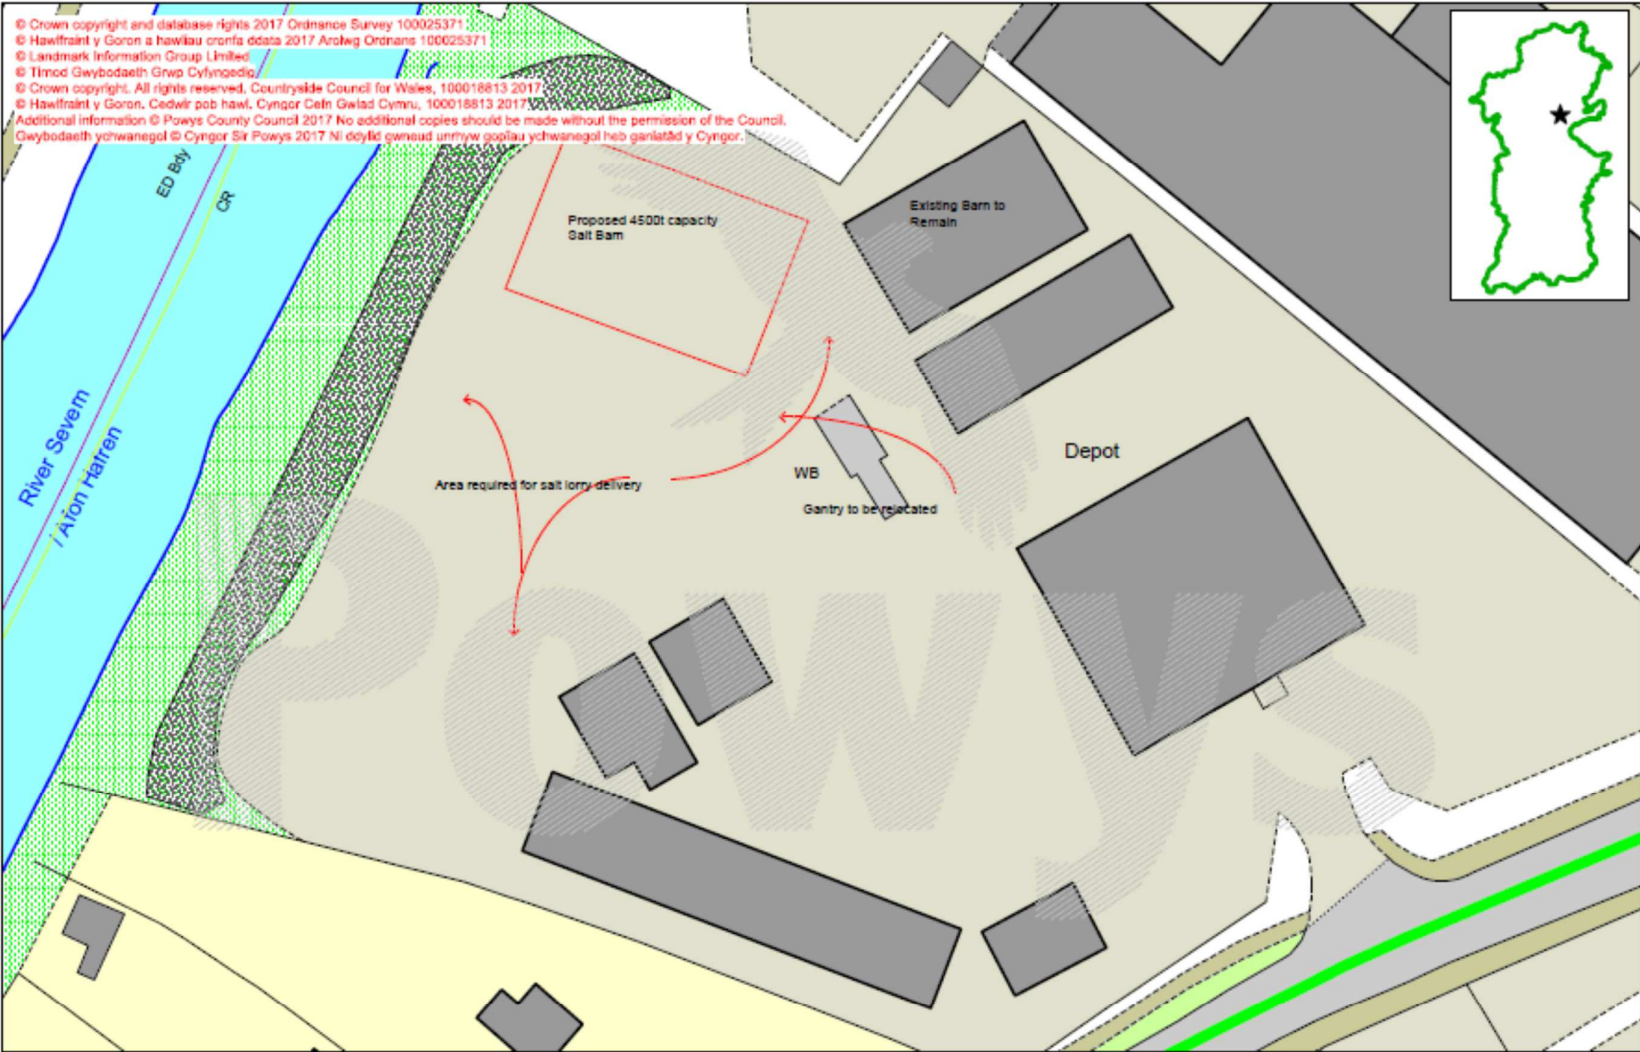 © Crown copyright and database rights 2017 Ordnance Survey 100025371
© Hawlfraint y Goron a hawliau cronfa ddata 2017 Arolwg Ordnans 100025371
© Landmark Information Group Limited
© Tirnod Gwybodaeth Grwp Cyfyngedig
© Crown copyright. All rights reserved. Countryside Council for Wales, 100018813 2017
© Hawlfraint y Goron. Cedwir pob hawl. Cyngor Cefn Gwlad Cymru, 100018813 2017
Additional information © Powys County Council 2017 No additional copies should be made without the permission of the Council.
Gwybodaeth ychwanegol © Cyngor Sir Powys 2017 Ni ddylid gwneud unrhyw gopïau ychwanegol heb ganiatâd y Cyngor.
ED Bdy
CR
Proposed 4500t capacity
Salt Barn
Existing Barn to
Remain
River Severn
/ Afon Hafren
Depot
WB
Area required for salt lorry delivery
Gantry to be relocated
Powys